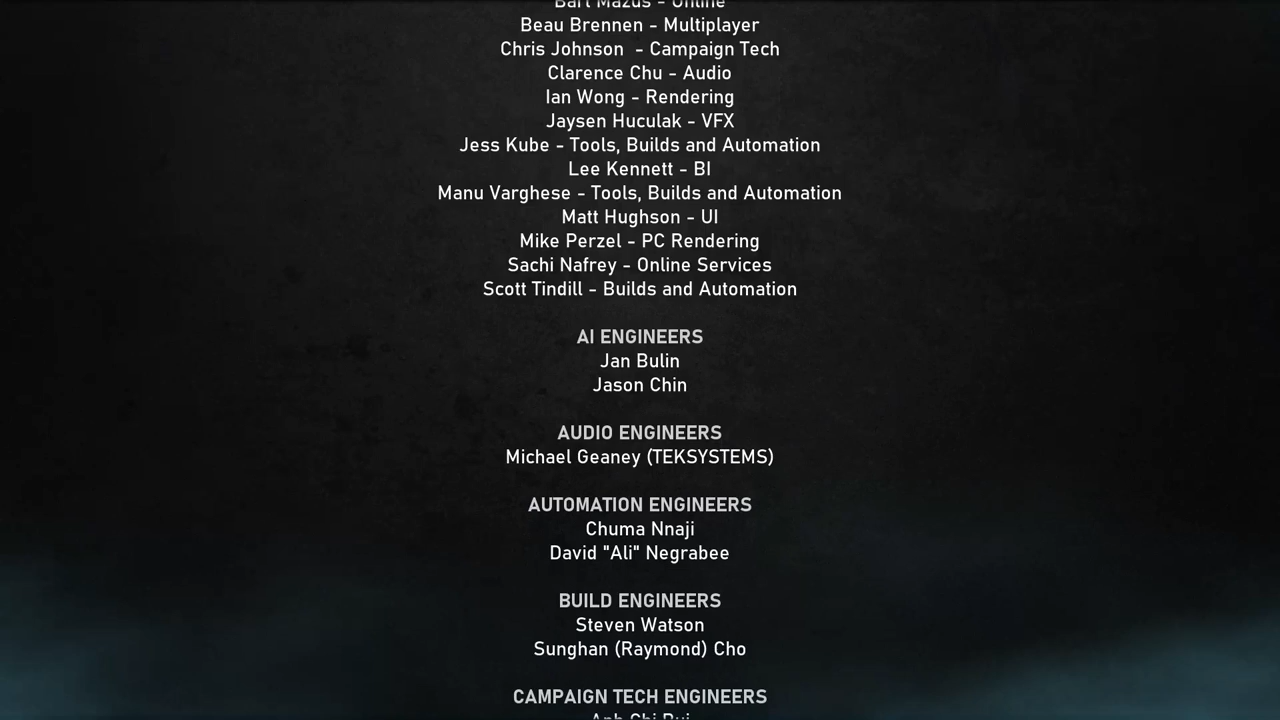 Bart Mazus - Online
Beau Brennen - Multiplayer
Chris Johnson  - Campaign Tech
Clarence Chu - Audio
Ian Wong - Rendering
Jaysen Huculak - VFX
Jess Kube - Tools, Builds and Automation
Lee Kennett - BI
Manu Varghese - Tools, Builds and Automation
Matt Hughson - UI
Mike Perzel - PC Rendering
Sachi Nafrey - Online Services
Scott Tindill - Builds and Automation
AI ENGINEERS
Jan Bulin
Jason Chin
AUDIO ENGINEERS
Michael Geaney (TEKSYSTEMS)
AUTOMATION ENGINEERS
Chuma Nnaji
David "Ali" Negrabee
BUILD ENGINEERS
Steven Watson
Sunghan (Raymond) Cho
CAMPAIGN TECH ENGINEERS